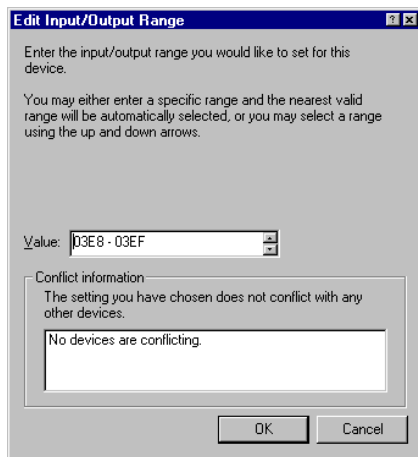 Edit Input/Output Range
Enter the input/output range you would like to set for this
device.
You may either enter a specific range and the nearest valid
range will be automatically selected, or you may select a range
using the up and down arrows.
Value: 03E8 - 03EF
Conflict information
The setting you have chosen does not conflict with any
other devices.
No devices are conflicting.
OK Cancel